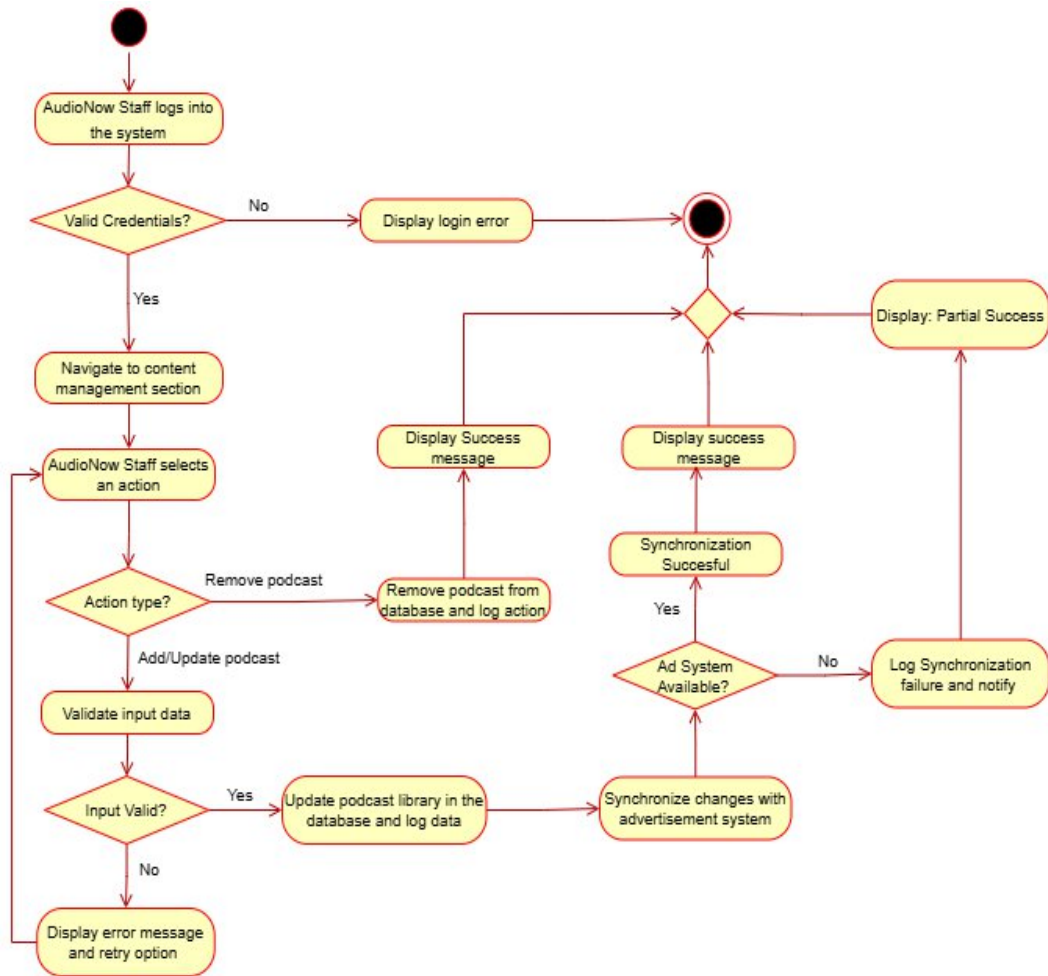 AudioNow Staff logs into
the system
Valid Credentials?
No
Display login error
Yes
Display: Partial Success
Navigate to content
management section
AudioNow Staff selects
an action
Display Success
message
Display success
message
Synchronization
Succesful
Remove podcast
Action type?
Remove podcast from
database and log action
Yes
Add/Update podcast
Ad System
Available?
No
Log Synchronization
failure and notify
Validate input data
Input Valid?
Yes
Update podcast library in the
database and log data
Synchronize changes with
advertisement system
No
Display error message
and retry option